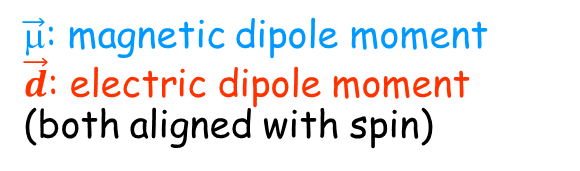 μ⃗: magnetic dipole moment
d⃗: electric dipole moment
(both aligned with spin)